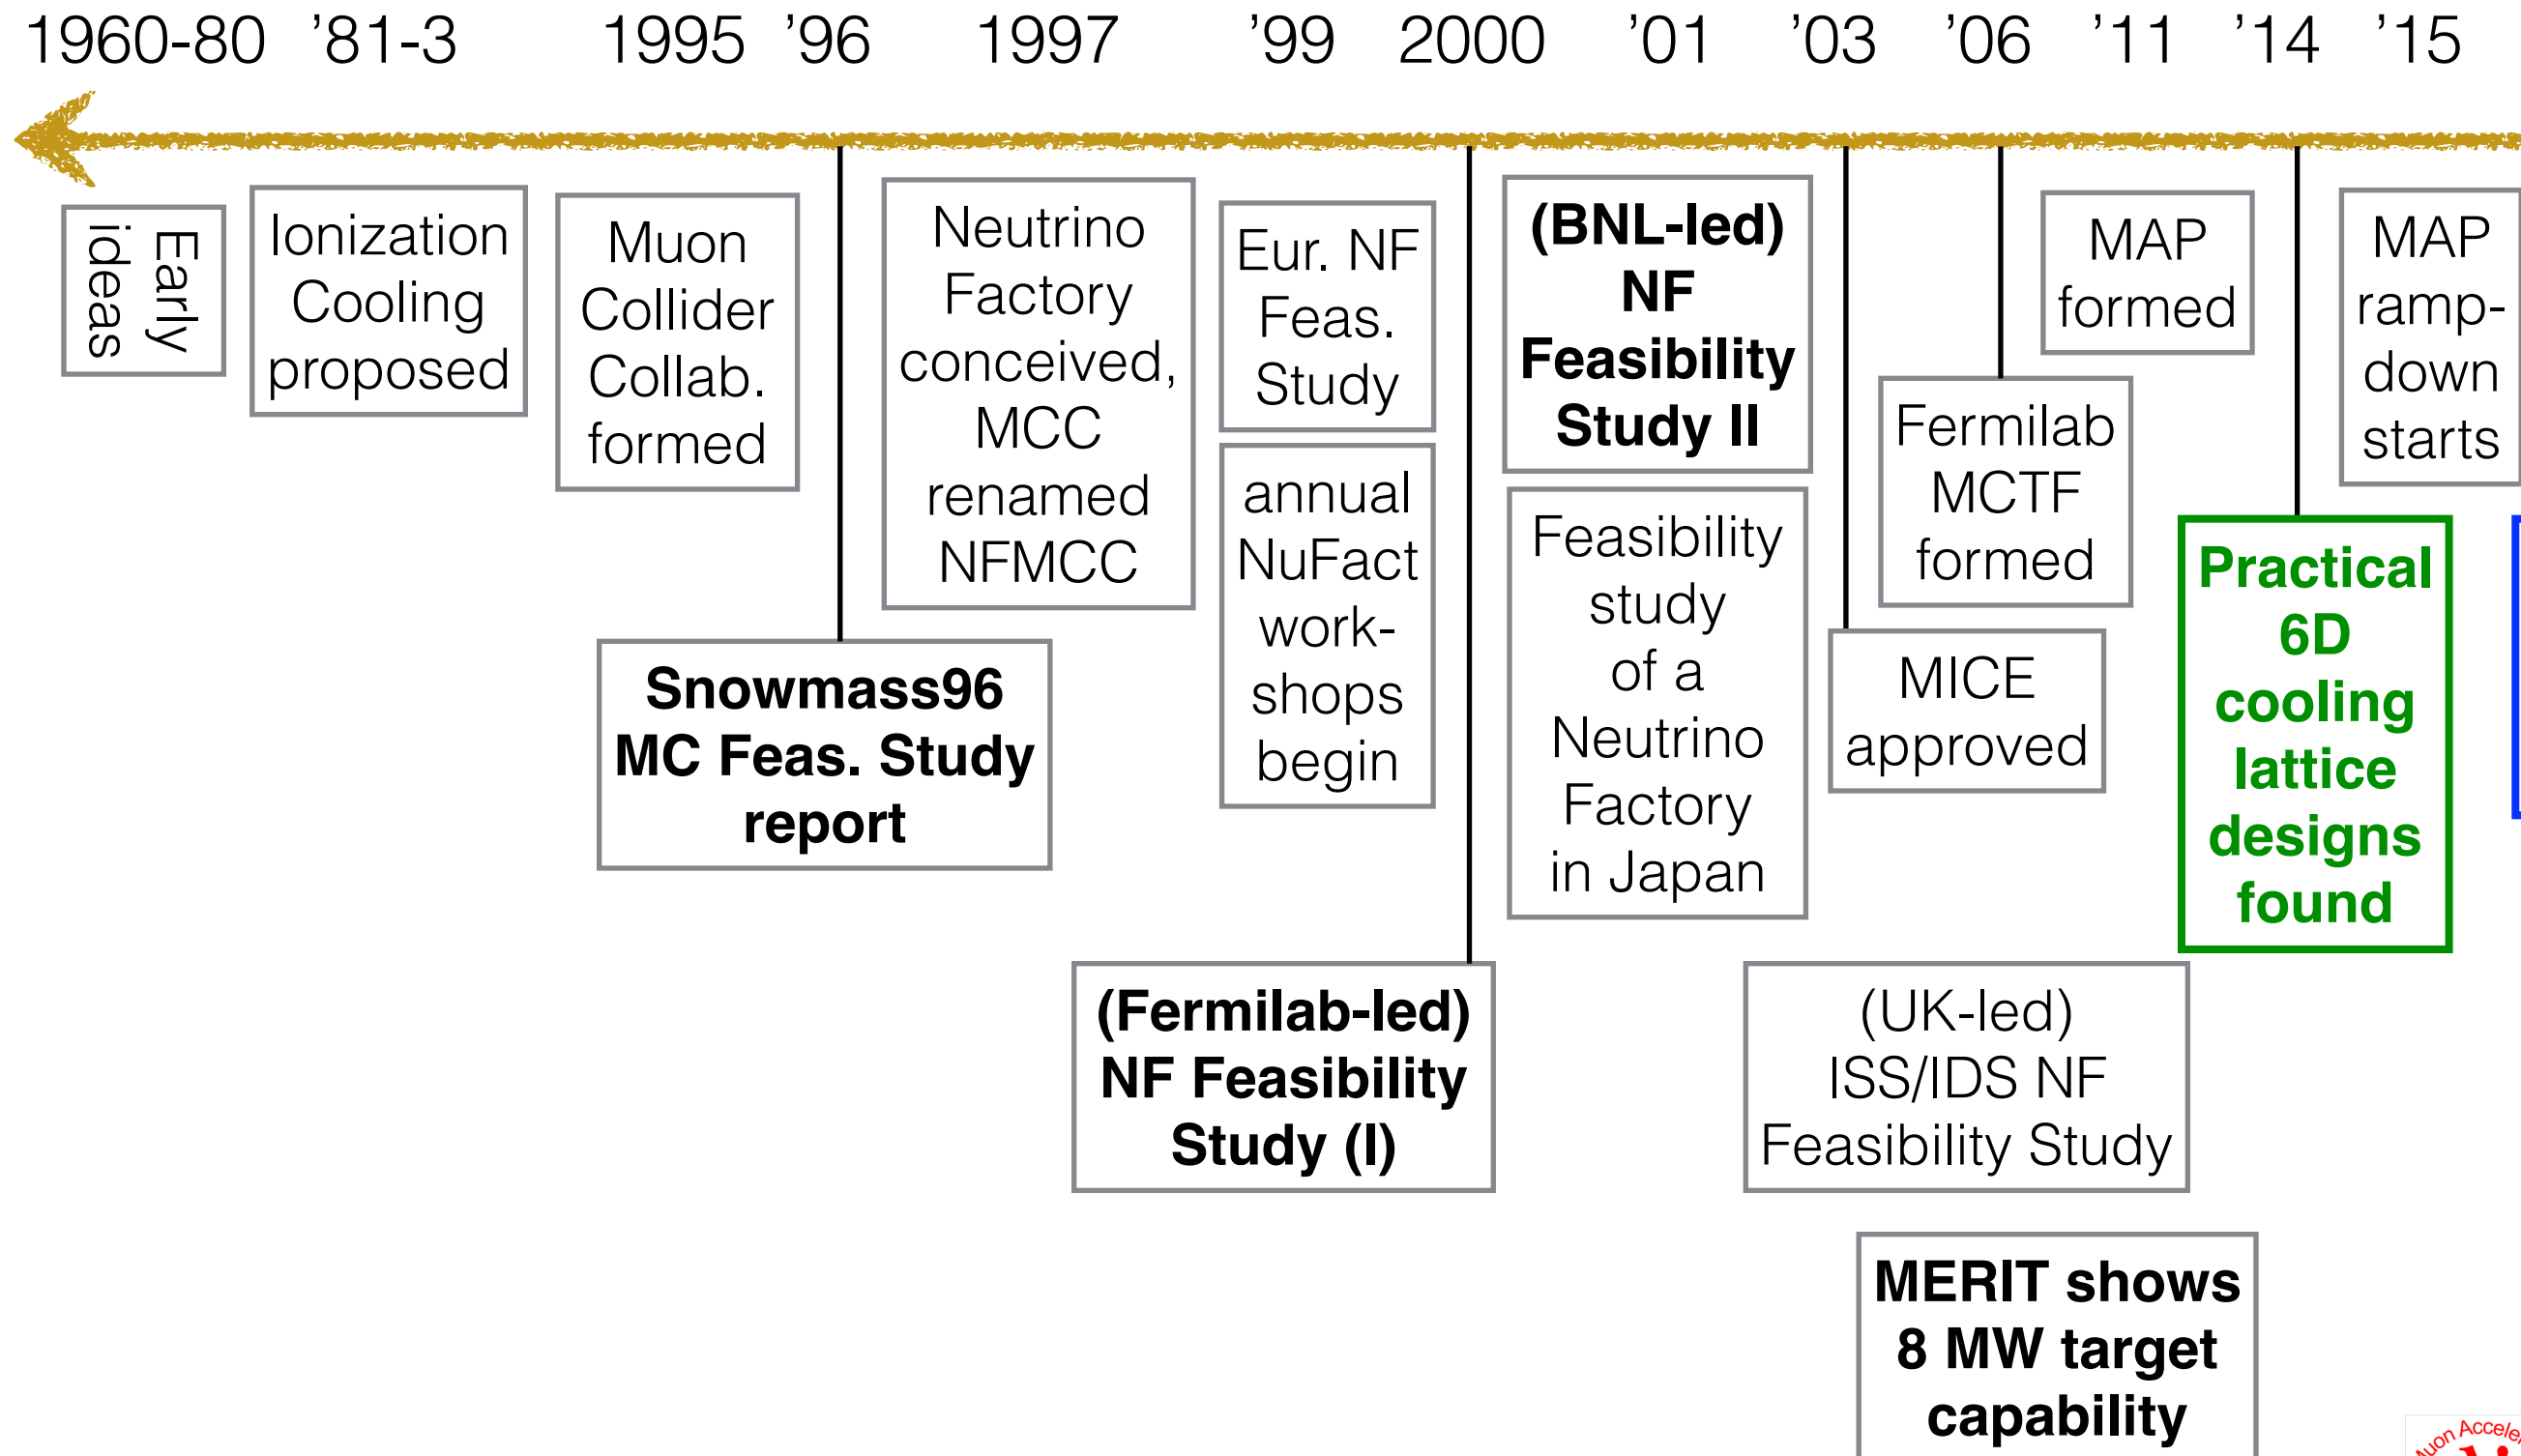 1960-80 ’81-3 1995 ’96 1997 ’99 2000 ’01 ’03 ’06 ’11 ’14 ’15
Early
ideas
Ionization
Cooling
proposed
Muon
Collider
Collab.
formed
Snowmass96
MC Feas. Study
report
Neutrino
Factory
conceived,
MCC
renamed
NFMCC
Eur. NF
Feas.
Study
annual
NuFact
work-
shops
begin
(Fermilab-led)
NF Feasibility
Study (I)
(BNL-led)
NF
Feasibility
Study II
Feasibility
study
of a
Neutrino
Factory
in Japan
MICE
approved
Fermilab
MCTF
formed
(UK-led)
ISS/IDS NF
Feasibility Study
MERIT shows
8 MW target
capability
MAP
formed
Practical
6D
cooling
lattice
designs
found
MAP
ramp-
down
starts